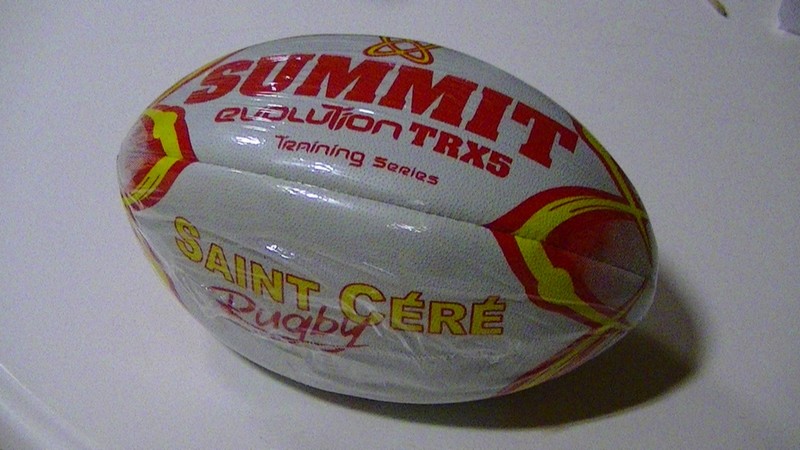 SUMMIT
evolution TRX5
Training Series
SAINT CÉRÉ
Rugby